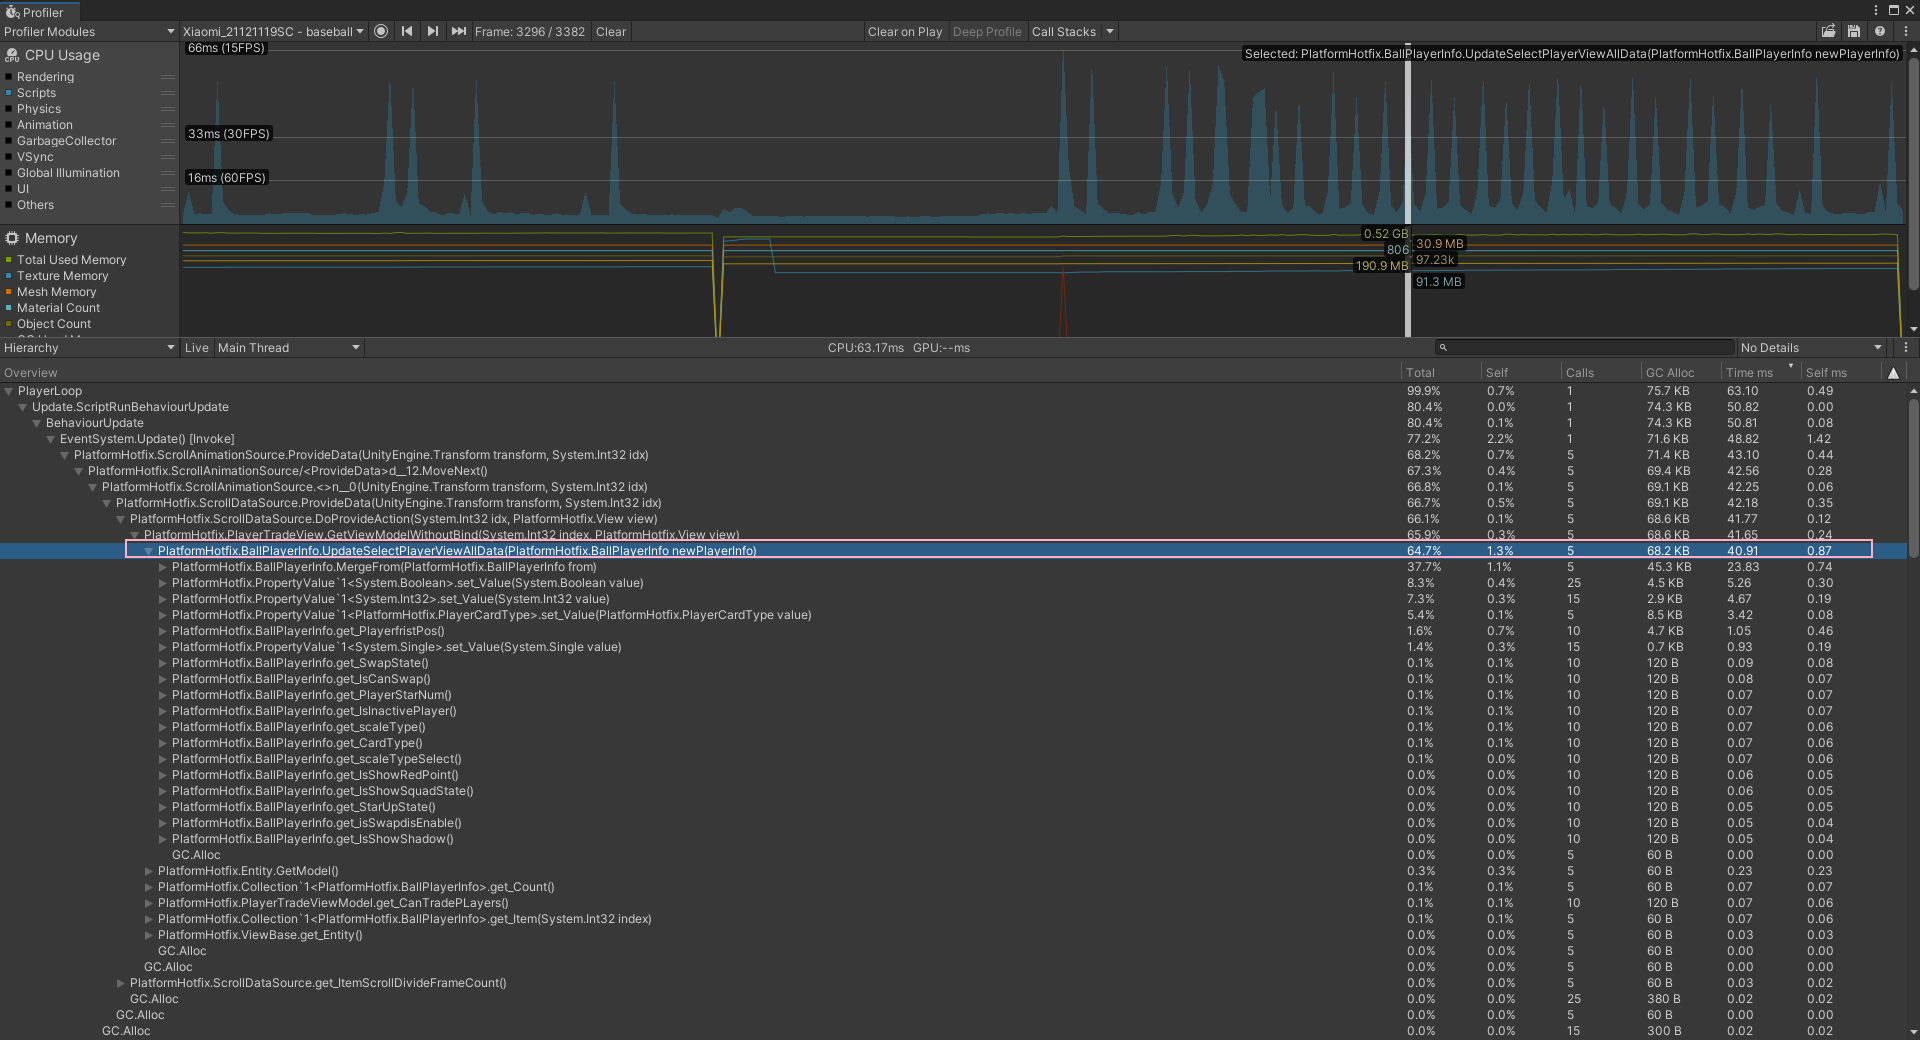 Profiler
Profiler Modules
Xiaomi_21121119SC - baseball
Frame: 3296 / 3382
Clear
Clear on Play
Deep Profile
Call Stacks
CPU Usage
Rendering
Scripts
Physics
Animation
GarbageCollector
VSync
Global Illumination
UI
Others
66ms (15FPS)
33ms (30FPS)
16ms (60FPS)
Selected: PlatformHotfix.BallPlayerInfo.UpdateSelectPlayerViewAllData(PlatformHotfix.BallPlayerInfo newPlayerInfo)
Memory
Total Used Memory
Texture Memory
Mesh Memory
Material Count
Object Count
0.52 GB
806
190.9 MB
30.9 MB
97.23k
91.3 MB
Hierarchy
Live
Main Thread
CPU:63.17ms GPU:--ms
No Details
Overview Total Self Calls GC Alloc Time ms Self ms
PlayerLoop 99.9% 0.7% 1 75.7 KB 63.10 0.49
Update.ScriptRunBehaviourUpdate 80.4% 0.0% 1 74.3 KB 50.82 0.00
BehaviourUpdate 80.4% 0.1% 1 74.3 KB 50.81 0.08
EventSystem.Update() [Invoke] 77.2% 2.2% 1 71.6 KB 48.82 1.42
PlatformHotfix.ScrollAnimationSource.ProvideData(UnityEngine.Transform transform, System.Int32 idx) 68.2% 0.7% 5 71.4 KB 43.10 0.44
PlatformHotfix.ScrollAnimationSource/<ProvideData>d__12.MoveNext() 67.3% 0.4% 5 69.4 KB 42.56 0.28
PlatformHotfix.ScrollAnimationSource.<>n__0(UnityEngine.Transform transform, System.Int32 idx) 66.8% 0.1% 5 69.1 KB 42.25 0.06
PlatformHotfix.ScrollDataSource.ProvideData(UnityEngine.Transform transform, System.Int32 idx) 66.7% 0.5% 5 69.1 KB 42.18 0.35
PlatformHotfix.ScrollDataSource.DoProvideAction(System.Int32 idx, PlatformHotfix.View view) 66.1% 0.1% 5 68.6 KB 41.77 0.12
PlatformHotfix.PlayerTradeView.GetViewModelWithoutBind(System.Int32 index, PlatformHotfix.View view) 65.9% 0.3% 5 68.6 KB 41.65 0.24
PlatformHotfix.BallPlayerInfo.UpdateSelectPlayerViewAllData(PlatformHotfix.BallPlayerInfo newPlayerInfo) 64.7% 1.3% 5 68.2 KB 40.91 0.87
PlatformHotfix.BallPlayerInfo.MergeFrom(PlatformHotfix.BallPlayerInfo from) 37.7% 1.1% 5 45.3 KB 23.83 0.74
PlatformHotfix.PropertyValue`1<System.Boolean>.set_Value(System.Boolean value) 8.3% 0.4% 25 4.5 KB 5.26 0.30
PlatformHotfix.PropertyValue`1<System.Int32>.set_Value(System.Int32 value) 7.3% 0.3% 15 2.9 KB 4.67 0.19
PlatformHotfix.PropertyValue`1<PlatformHotfix.PlayerCardType>.set_Value(PlatformHotfix.PlayerCardType value) 5.4% 0.1% 5 8.5 KB 3.42 0.08
PlatformHotfix.BallPlayerInfo.get_PlayerfristPos() 1.6% 0.7% 10 4.7 KB 1.05 0.46
PlatformHotfix.PropertyValue`1<System.Single>.set_Value(System.Single value) 1.4% 0.3% 15 0.7 KB 0.93 0.19
PlatformHotfix.BallPlayerInfo.get_SwapState() 0.1% 0.1% 10 120 B 0.09 0.08
PlatformHotfix.BallPlayerInfo.get_IsCanSwap() 0.1% 0.1% 10 120 B 0.08 0.07
PlatformHotfix.BallPlayerInfo.get_PlayerStarNum() 0.1% 0.1% 10 120 B 0.07 0.07
PlatformHotfix.BallPlayerInfo.get_IsInactivePlayer() 0.1% 0.1% 10 120 B 0.07 0.07
PlatformHotfix.BallPlayerInfo.get_scaleType() 0.1% 0.1% 10 120 B 0.07 0.06
PlatformHotfix.BallPlayerInfo.get_CardType() 0.1% 0.1% 10 120 B 0.07 0.06
PlatformHotfix.BallPlayerInfo.get_scaleTypeSelect() 0.1% 0.0% 10 120 B 0.07 0.06
PlatformHotfix.BallPlayerInfo.get_IsShowRedPoint() 0.0% 0.0% 10 120 B 0.06 0.05
PlatformHotfix.BallPlayerInfo.get_IsShowSquadState() 0.0% 0.0% 10 120 B 0.06 0.05
PlatformHotfix.BallPlayerInfo.get_StarUpState() 0.0% 0.0% 10 120 B 0.05 0.05
PlatformHotfix.BallPlayerInfo.get_isSwapdisEnable() 0.0% 0.0% 10 120 B 0.05 0.04
PlatformHotfix.BallPlayerInfo.get_IsShowShadow() 0.0% 0.0% 10 120 B 0.05 0.04
GC.Alloc 0.0% 0.0% 5 60 B 0.00 0.00
PlatformHotfix.Entity.GetModel() 0.3% 0.3% 5 60 B 0.23 0.23
PlatformHotfix.Collection`1<PlatformHotfix.BallPlayerInfo>.get_Count() 0.1% 0.1% 5 60 B 0.07 0.07
PlatformHotfix.PlayerTradeViewModel.get_CanTradePLayers() 0.1% 0.1% 10 120 B 0.07 0.06
PlatformHotfix.Collection`1<PlatformHotfix.BallPlayerInfo>.get_Item(System.Int32 index) 0.1% 0.1% 5 60 B 0.07 0.06
PlatformHotfix.ViewBase.get_Entity() 0.0% 0.0% 5 60 B 0.03 0.03
GC.Alloc 0.0% 0.0% 5 60 B 0.00 0.00
GC.Alloc 0.0% 0.0% 5 60 B 0.00 0.00
PlatformHotfix.ScrollDataSource.get_ItemScrollDivideFrameCount() 0.0% 0.0% 5 60 B 0.03 0.02
GC.Alloc 0.0% 0.0% 25 380 B 0.02 0.02
GC.Alloc 0.0% 0.0% 5 60 B 0.00 0.00
GC.Alloc 0.0% 0.0% 15 300 B 0.02 0.02